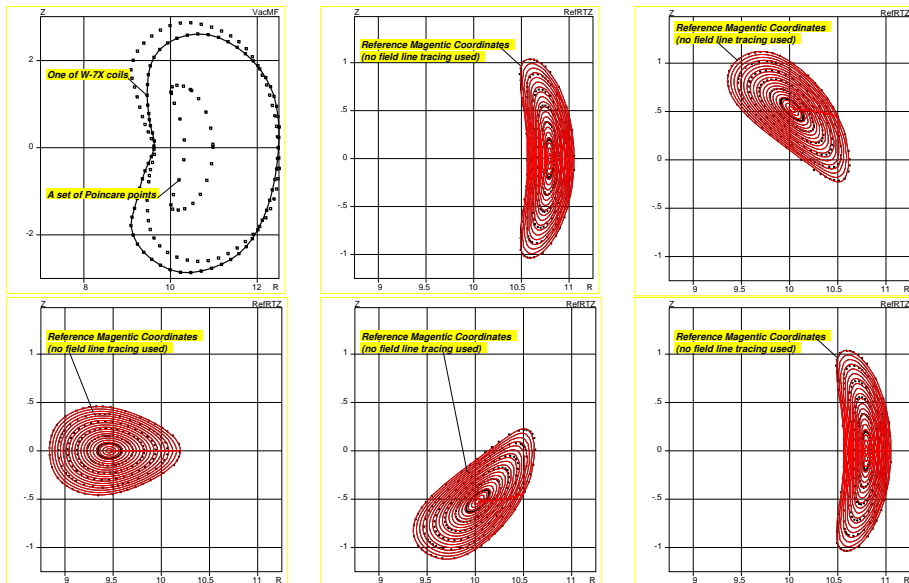 Z VacMF
One of W-7X coils
A set of Poincare points
2
0
-2
8 10 12 R
Z RefRTZ
Reference Magentic Coordinates
(no field line tracing used)
1
.5
0
-.5
-1
9 9.5 10 10.5 11 R
Z RefRTZ
Reference Magentic Coordinates
(no field line tracing used)
1
.5
0
-.5
-1
9 9.5 10 10.5 11 R
Z RefRTZ
Reference Magentic Coordinates
(no field line tracing used)
1
.5
0
-.5
-1
9 9.5 10 10.5 11 R
Z RefRTZ
Reference Magentic Coordinates
(no field line tracing used)
1
.5
0
-.5
-1
9 9.5 10 10.5 11 R
Z RefRTZ
Reference Magentic Coordinates
(no field line tracing used)
1
.5
0
-.5
-1
9 9.5 10 10.5 11 R